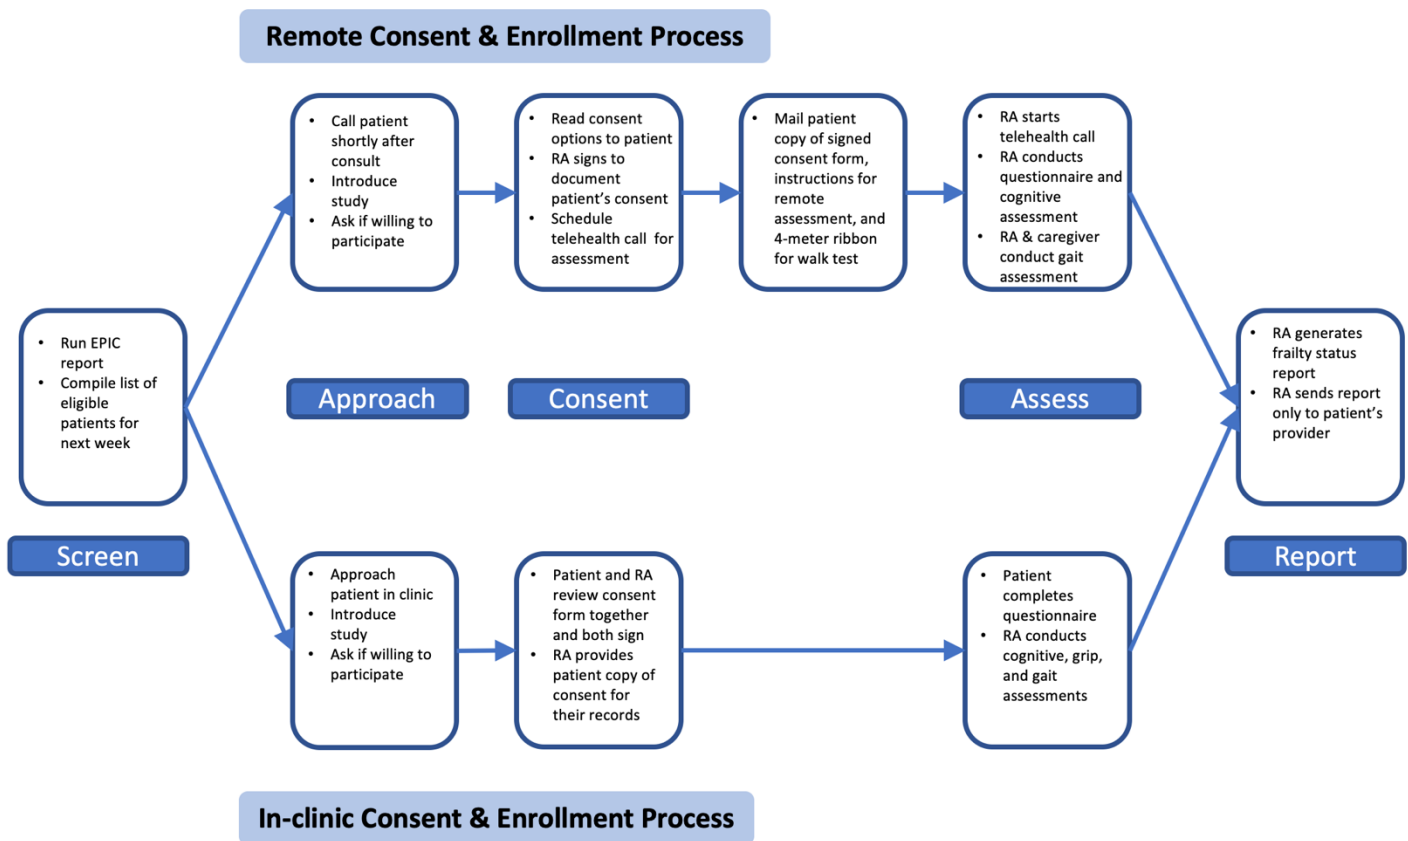 Remote Consent & Enrollment Process
• Call patient
shortly after
consult
• Introduce
study
• Ask if willing to
participate
• Read consent
options to patient
• RA signs to
document
patient’s consent
• Schedule
telehealth call for
assessment
• Mail patient
copy of signed
consent form,
instructions for
remote
assessment, and
4-meter ribbon
for walk test
• RA starts
telehealth call
• RA conducts
questionnaire and
cognitive
assessment
• RA & caregiver
conduct gait
assessment
• Run EPIC
report
• Compile list of
eligible
patients for
next week
Approach
Consent
Assess
• RA generates
frailty status
report
• RA sends report
only to patient’s
provider
Screen
Report
• Approach
patient in clinic
• Introduce
study
• Ask if willing to
participate
• Patient and RA
review consent
form together
and both sign
• RA provides
patient copy of
consent for
their records
• Patient
completes
questionnaire
• RA conducts
cognitive, grip,
and gait
assessments
In-clinic Consent & Enrollment Process